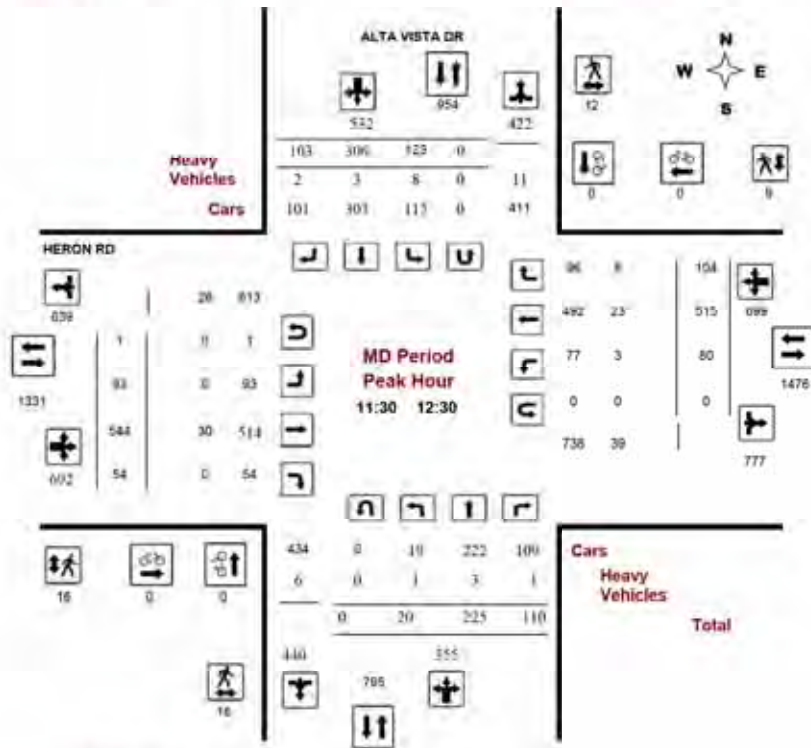 ALTA VISTA DR
N
W E
S
954
532
422
12
103 306 123 0
Heavy
Vehicles
2 3 8 0 11
Cars
101 303 115 0 411
0 0 9
HERON RD
639
28 613
1 0 1
93 0 93
1331
544 30 514
692
54 0 54
MD Period
Peak Hour
11:30 12:30
96 8 104
492 23 515 699
77 3 80
1476
0 0 0
738 39
777
434 0 19 222 109
Cars
6 0 1 3 1
Heavy
Vehicles
0 20 225 110
Total
440 355
795
16 0 0
16